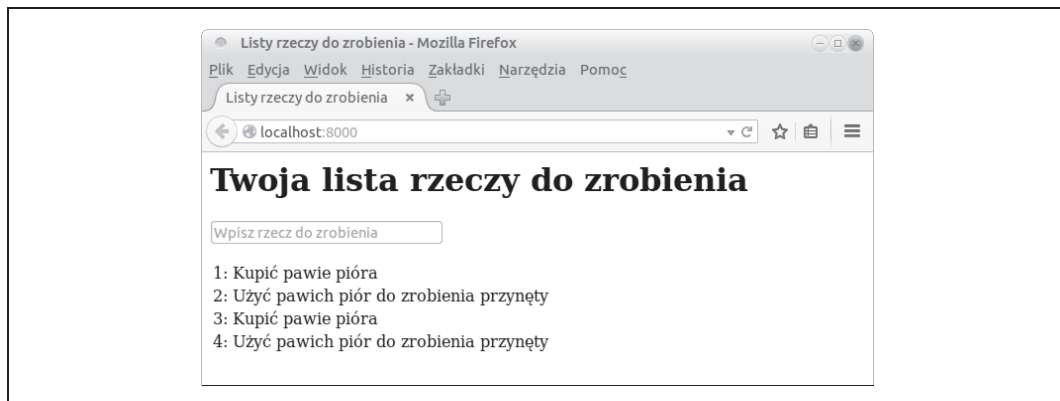 Listy rzeczy do zrobienia - Mozilla Firefox
Plik Edycja Widok Historia Zakładki Narzędzia Pomoc
Listy rzeczy do zrobienia
localhost:8000
Twoja lista rzeczy do zrobienia
Wpisz rzecz do zrobienia
1: Kupić pawie pióra
2: Użyć pawich piór do zrobienia przynęty
3: Kupić pawie pióra
4: Użyć pawich piór do zrobienia przynęty